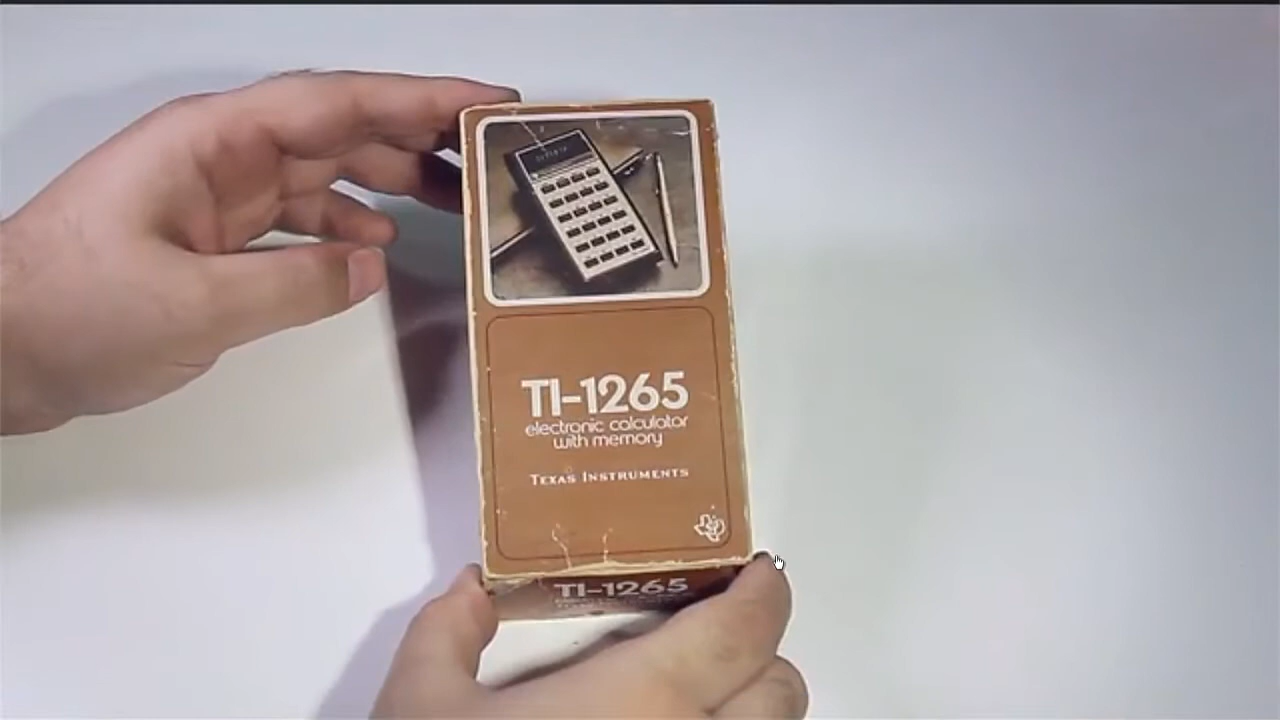 TI-1265
electronic calculator
with memory
TEXAS INSTRUMENTS
TI-1265